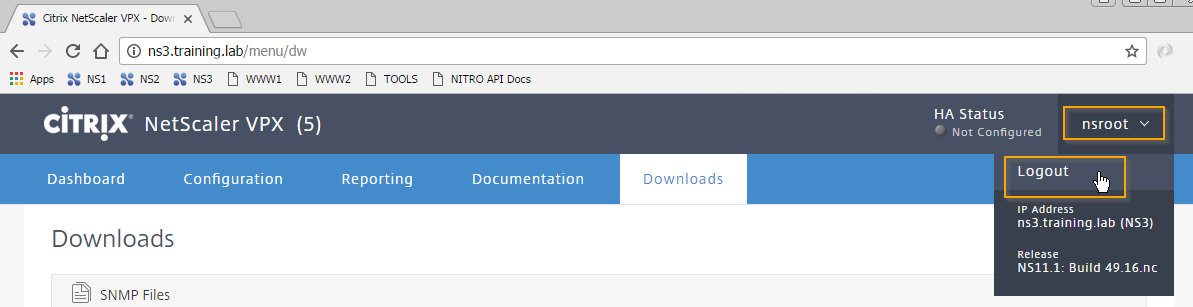 Citrix NetScaler VPX - Dow
ns3.training.lab/menu/dw
Apps NS1 NS2 NS3 WWW1 WWW2 TOOLS NITRO API Docs
CITRIX NetScaler VPX (5)
HA Status
Not Configured
nsroot
Dashboard Configuration Reporting Documentation Downloads
Logout
IP Address
ns3.training.lab (NS3)
Release
NS11.1: Build 49.16.nc
Downloads
SNMP Files